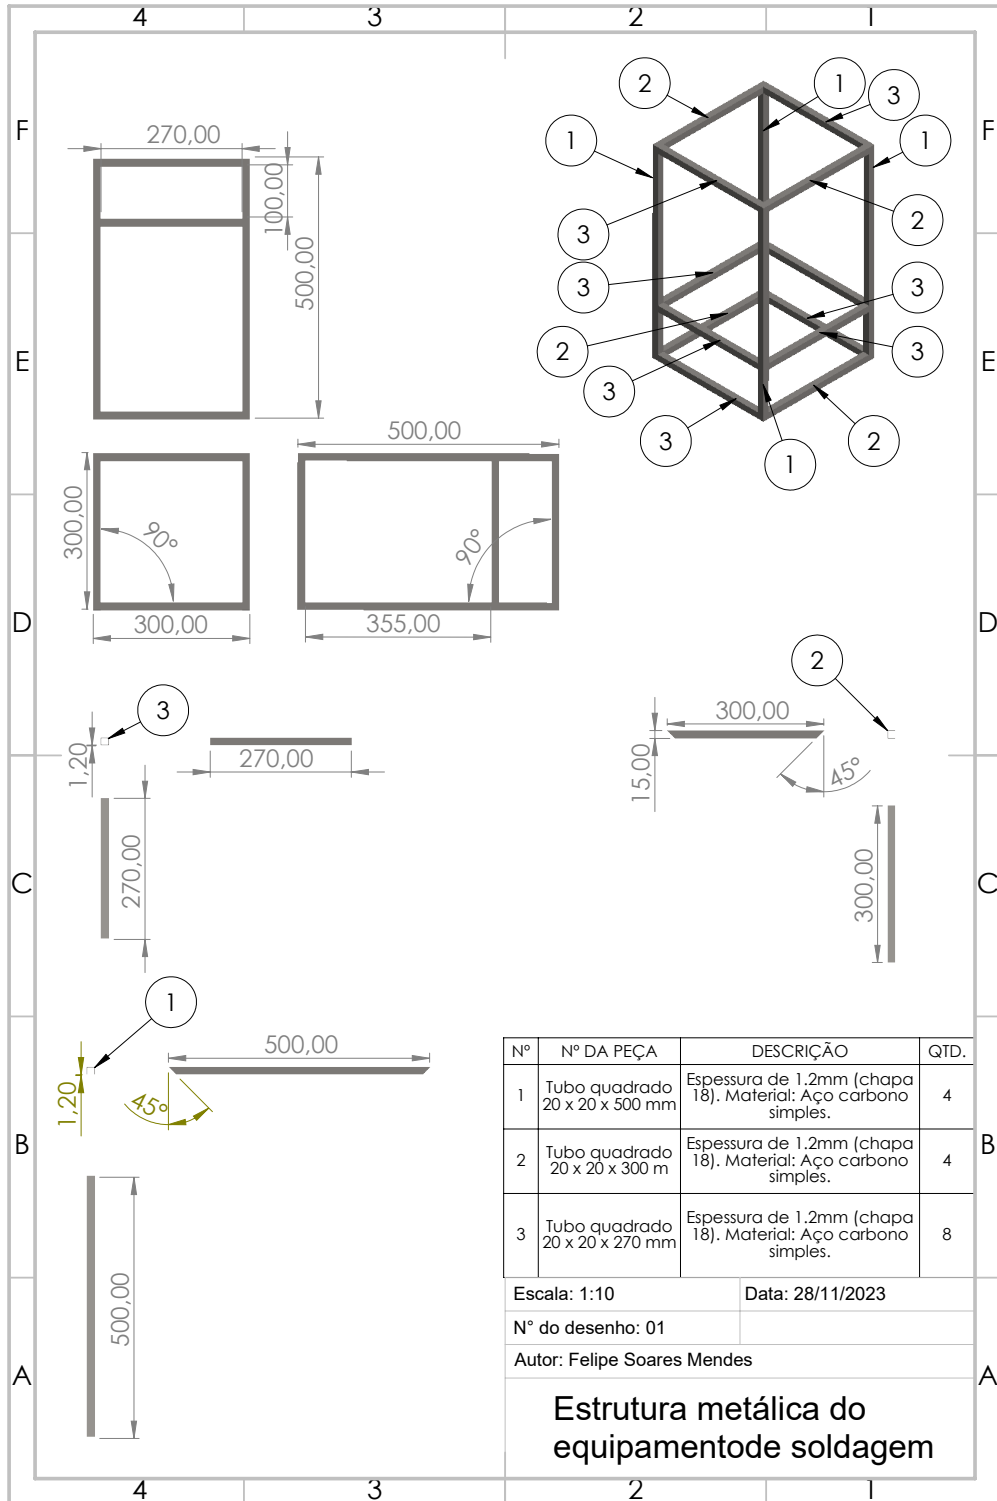 4 3 2 1
F F
E E
D D
C C
B B
A A
270,00
100,00
500,00
2 1 3
1 1
3 2
3 3
2 3
3
3 1 2
300,00
90°
300,00
500,00
90°
355,00
3
1,20
270,00
270,00
2
300,00
15,00
45°
300,00
1
1,20
500,00
45°
500,00
Nº Nº DA PEÇA DESCRIÇÃO QTD.
1 Tubo quadrado 20 x 20 x 500 mm Espessura de 1.2mm (chapa 18). Material: Aço carbono simples. 4
2 Tubo quadrado 20 x 20 x 300 m Espessura de 1.2mm (chapa 18). Material: Aço carbono simples. 4
3 Tubo quadrado 20 x 20 x 270 mm Espessura de 1.2mm (chapa 18). Material: Aço carbono simples. 8
Escala: 1:10 Data: 28/11/2023
N° do desenho: 01
Autor: Felipe Soares Mendes
Estrutura metálica do
equipamentode soldagem
4 3 2 1